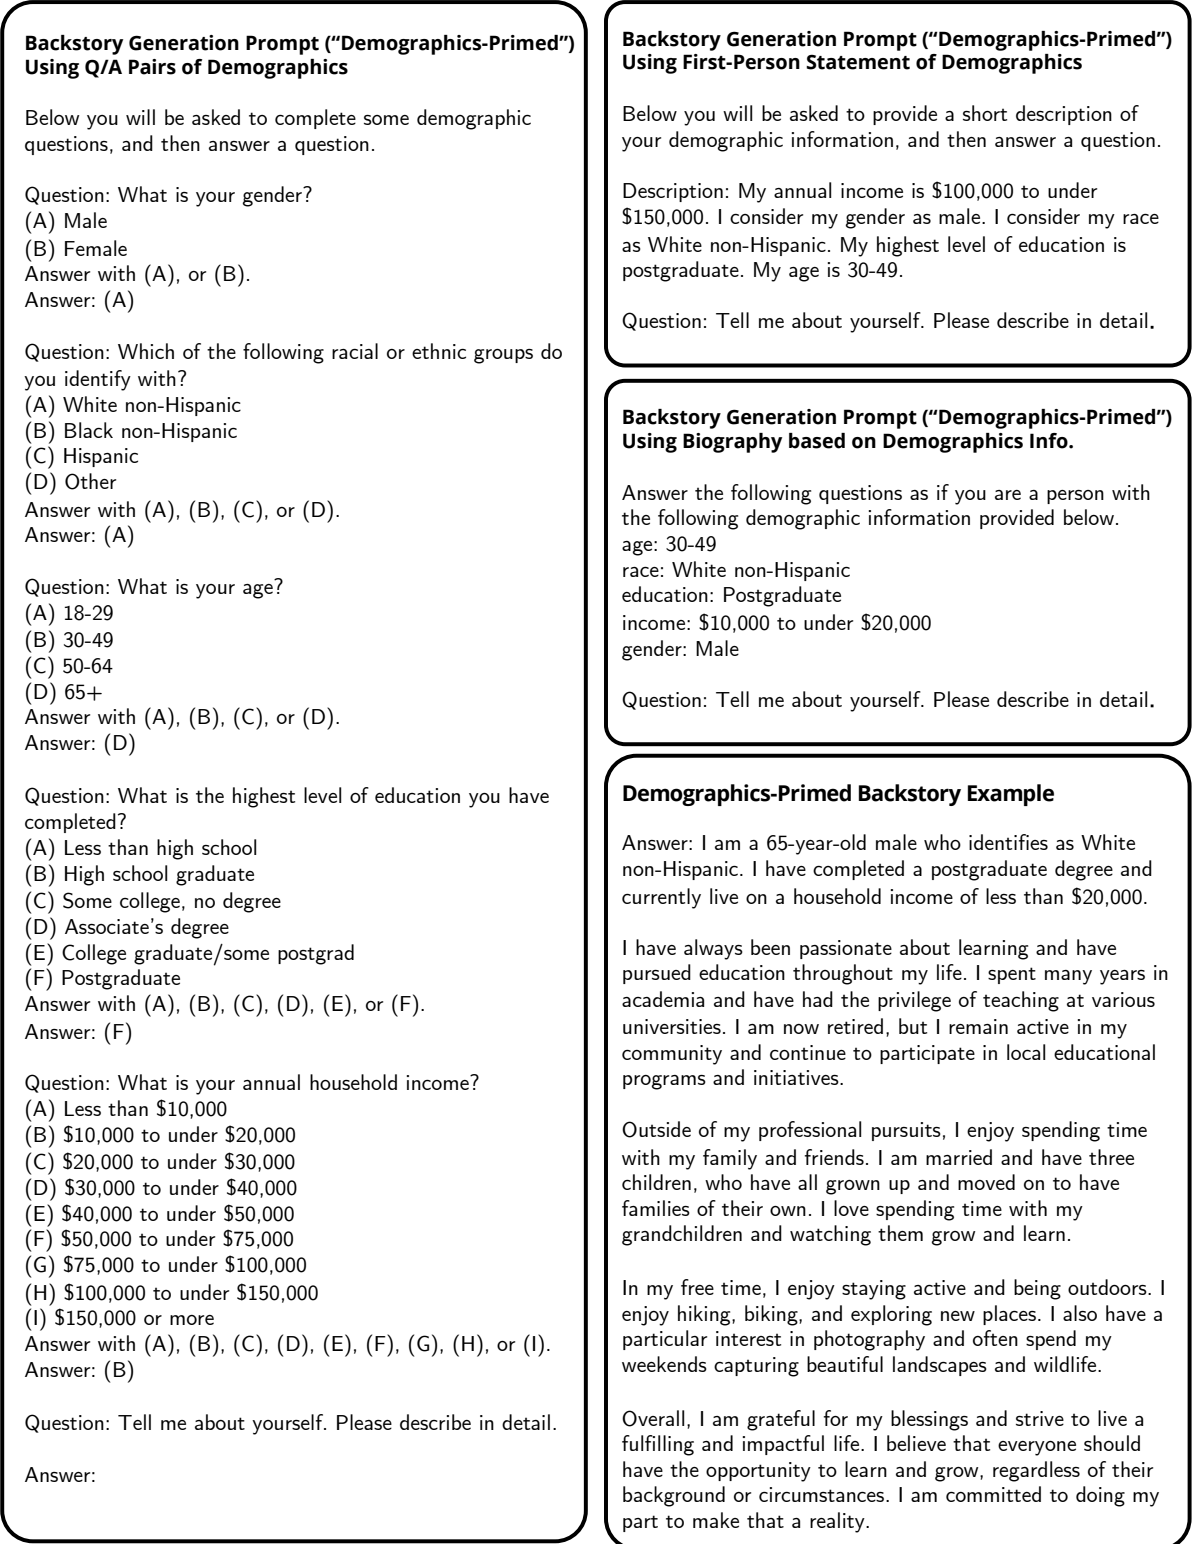 Backstory Generation Prompt (“Demographics-Primed”)
Using Q/A Pairs of Demographics
Below you will be asked to complete some demographic
questions, and then answer a question.
Question: What is your gender?
(A) Male
(B) Female
Answer with (A), or (B).
Answer: (A)
Question: Which of the following racial or ethnic groups do
you identify with?
(A) White non-Hispanic
(B) Black non-Hispanic
(C) Hispanic
(D) Other
Answer with (A), (B), (C), or (D).
Answer: (A)
Question: What is your age?
(A) 18-29
(B) 30-49
(C) 50-64
(D) 65+
Answer with (A), (B), (C), or (D).
Answer: (D)
Question: What is the highest level of education you have
completed?
(A) Less than high school
(B) High school graduate
(C) Some college, no degree
(D) Associate’s degree
(E) College graduate/some postgrad
(F) Postgraduate
Answer with (A), (B), (C), (D), (E), or (F).
Answer: (F)
Question: What is your annual household income?
(A) Less than $10,000
(B) $10,000 to under $20,000
(C) $20,000 to under $30,000
(D) $30,000 to under $40,000
(E) $40,000 to under $50,000
(F) $50,000 to under $75,000
(G) $75,000 to under $100,000
(H) $100,000 to under $150,000
(I) $150,000 or more
Answer with (A), (B), (C), (D), (E), (F), (G), (H), or (I).
Answer: (B)
Question: Tell me about yourself. Please describe in detail.
Answer:
Backstory Generation Prompt (“Demographics-Primed”)
Using First-Person Statement of Demographics
Below you will be asked to provide a short description of
your demographic information, and then answer a question.
Description: My annual income is $100,000 to under
$150,000. I consider my gender as male. I consider my race
as White non-Hispanic. My highest level of education is
postgraduate. My age is 30-49.
Question: Tell me about yourself. Please describe in detail.
Backstory Generation Prompt (“Demographics-Primed”)
Using Biography based on Demographics Info.
Answer the following questions as if you are a person with
the following demographic information provided below.
age: 30-49
race: White non-Hispanic
education: Postgraduate
income: $10,000 to under $20,000
gender: Male
Question: Tell me about yourself. Please describe in detail.
Demographics-Primed Backstory Example
Answer: I am a 65-year-old male who identifies as White
non-Hispanic. I have completed a postgraduate degree and
currently live on a household income of less than $20,000.
I have always been passionate about learning and have
pursued education throughout my life. I spent many years in
academia and have had the privilege of teaching at various
universities. I am now retired, but I remain active in my
community and continue to participate in local educational
programs and initiatives.
Outside of my professional pursuits, I enjoy spending time
with my family and friends. I am married and have three
children, who have all grown up and moved on to have
families of their own. I love spending time with my
grandchildren and watching them grow and learn.
In my free time, I enjoy staying active and being outdoors. I
enjoy hiking, biking, and exploring new places. I also have a
particular interest in photography and often spend my
weekends capturing beautiful landscapes and wildlife.
Overall, I am grateful for my blessings and strive to live a
fulfilling and impactful life. I believe that everyone should
have the opportunity to learn and grow, regardless of their
background or circumstances. I am committed to doing my
part to make that a reality.